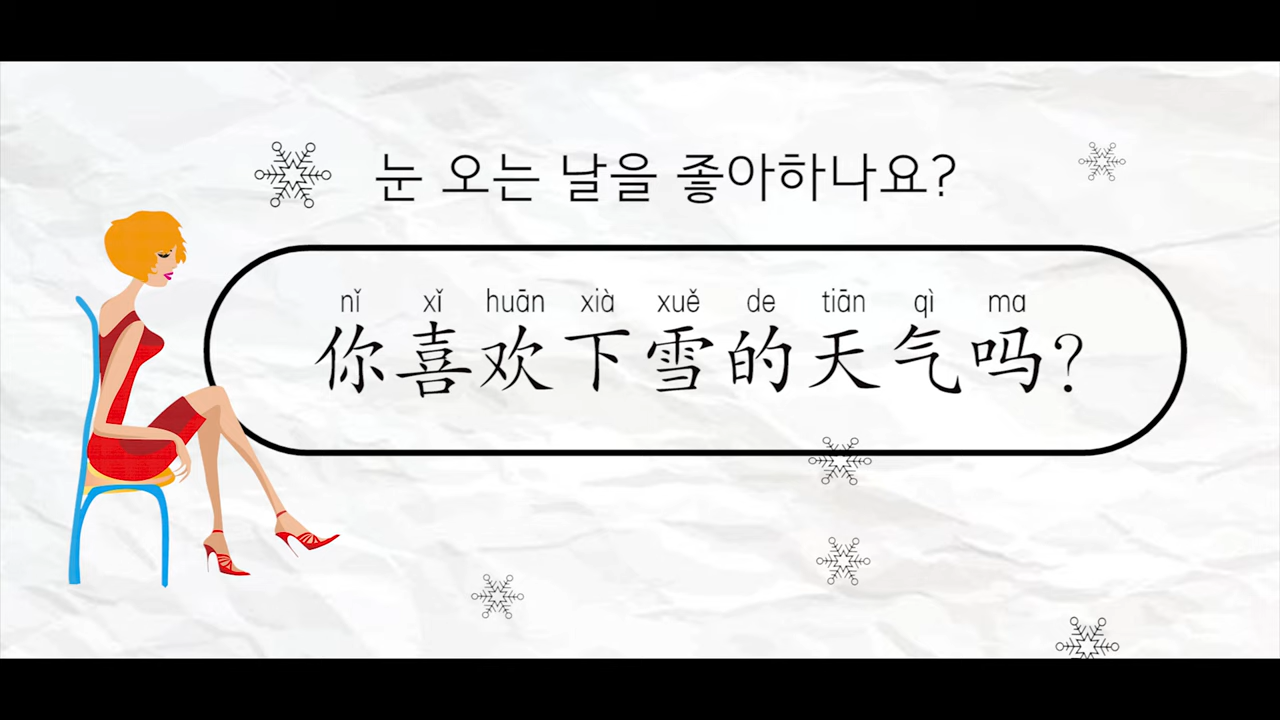 눈 오는 날을 좋아하나요?
nǐ xǐ huān xià xuě de tiān qì ma
你喜欢下雪的天气吗?